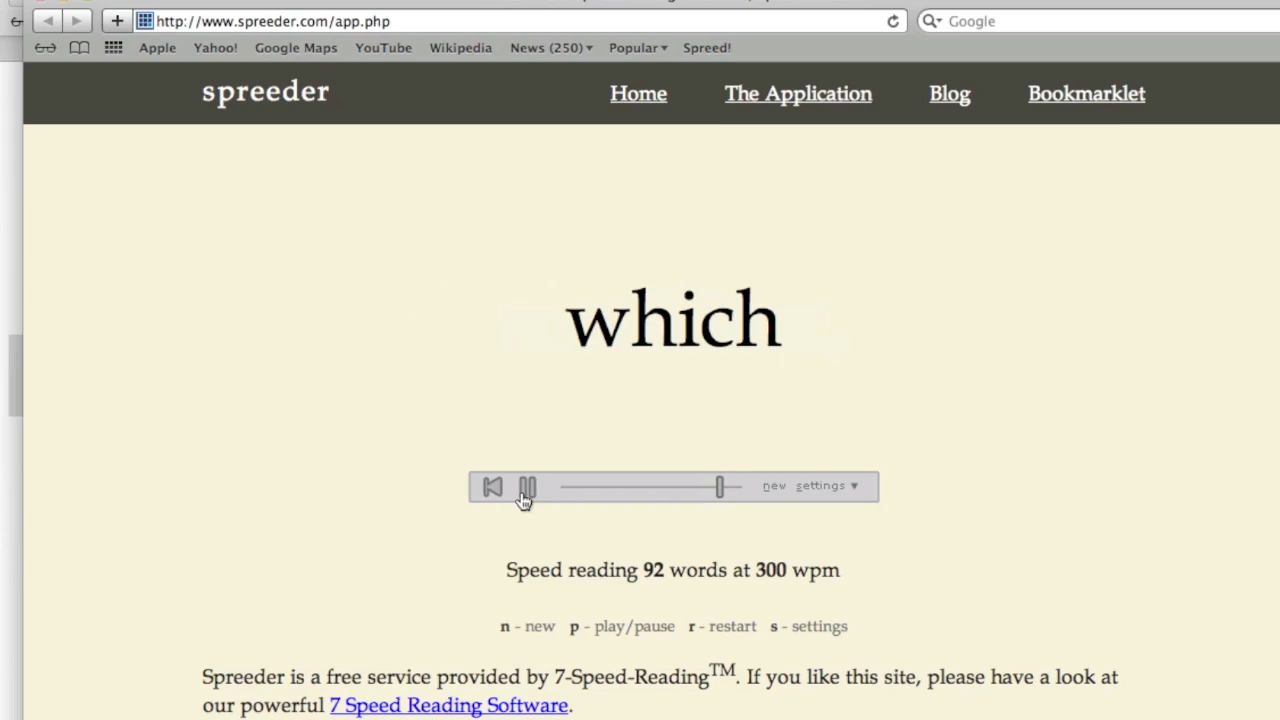 http://www.spreeder.com/app.php
Google
Apple Yahoo! Google Maps YouTube Wikipedia News (250)▾ Popular▾ Spreed!
spreeder Home The Application Blog Bookmarklet
which
new settings ▼
Speed reading 92 words at 300 wpm
n - new p - play/pause r - restart s - settings
Spreeder is a free service provided by 7-Speed-Reading™. If you like this site, please have a look at
our powerful 7 Speed Reading Software.